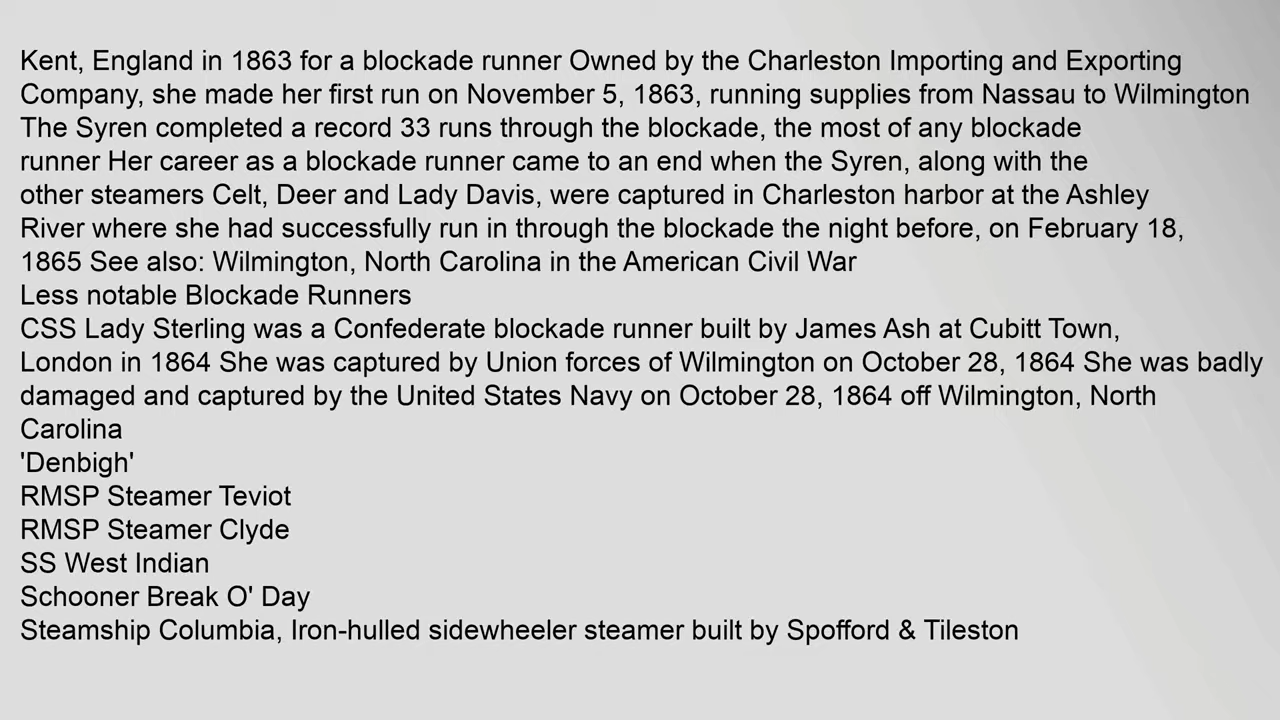 Kent, England in 1863 for a blockade runner Owned by the Charleston Importing and Exporting
Company, she made her first run on November 5, 1863, running supplies from Nassau to Wilmington
The Syren completed a record 33 runs through the blockade, the most of any blockade
runner Her career as a blockade runner came to an end when the Syren, along with the
other steamers Celt, Deer and Lady Davis, were captured in Charleston harbor at the Ashley
River where she had successfully run in through the blockade the night before, on February 18,
1865 See also: Wilmington, North Carolina in the American Civil War
Less notable Blockade Runners
CSS Lady Sterling was a Confederate blockade runner built by James Ash at Cubitt Town,
London in 1864 She was captured by Union forces of Wilmington on October 28, 1864 She was badly
damaged and captured by the United States Navy on October 28, 1864 off Wilmington, North
Carolina
'Denbigh'
RMSP Steamer Teviot
RMSP Steamer Clyde
SS West Indian
Schooner Break O' Day
Steamship Columbia, Iron-hulled sidewheeler steamer built by Spofford & Tileston